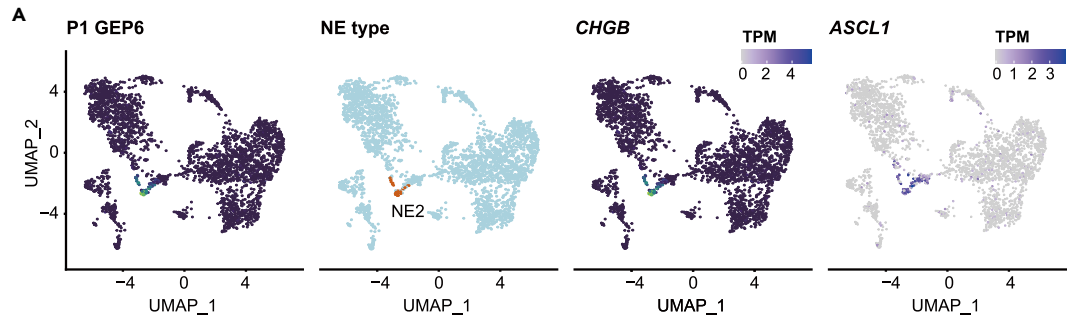 A
P1 GEP6
NE type
CHGB
ASCL1
TPM
0 2 4
TPM
0 1 2 3
UMAP_2
4
0
−4
NE2
−4 0 4
−4 0 4
−4 0 4
−4 0 4
UMAP_1
UMAP_1
UMAP_1
UMAP_1